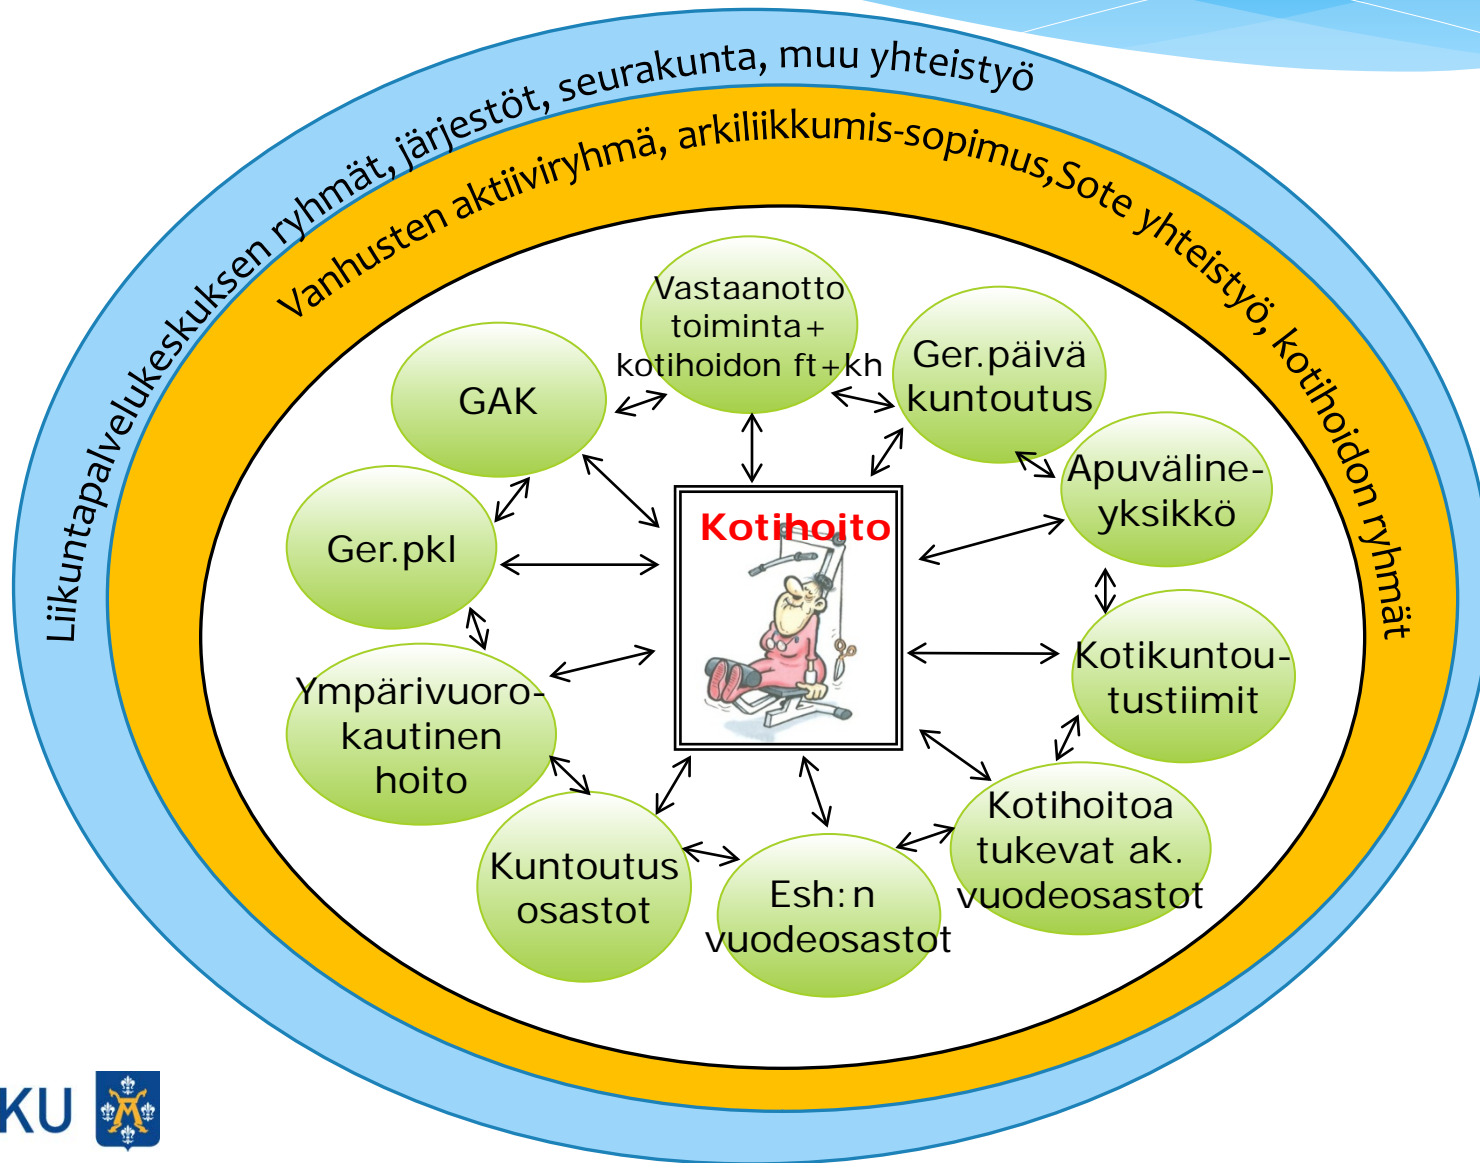 Liikuntapalvelukeskuksen ryhmät, järjestöt, seurakunta, muu yhteistyö
Vanhusten aktiiviryhmä, arkiliikkumis-sopimus,Sote yhteistyö, kotihoidon ryhmät
Vastaanotto
toiminta+
kotihoidon ft+kh
Ger.päivä
kuntoutus
GAK
Apuväline-
yksikkö
Kotihoito
Ger.pkl
Kotikuntou-
tustiimit
Ympärivuoro-
kautinen
hoito
Kotihoitoa
tukevat ak.
vuodeosastot
Kuntoutus
osastot
Esh:n
vuodeosastot
KU